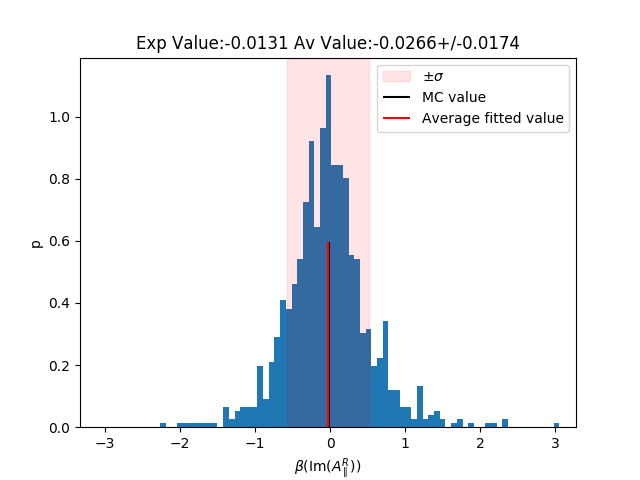 Exp Value:-0.0131 Av Value:-0.0266+/-0.0174
±σ
MC value
Average fitted value
p
1.0
0.8
0.6
0.4
0.2
0.0
−3
−2
−1
0
1
2
3
β(Im(A∥R))